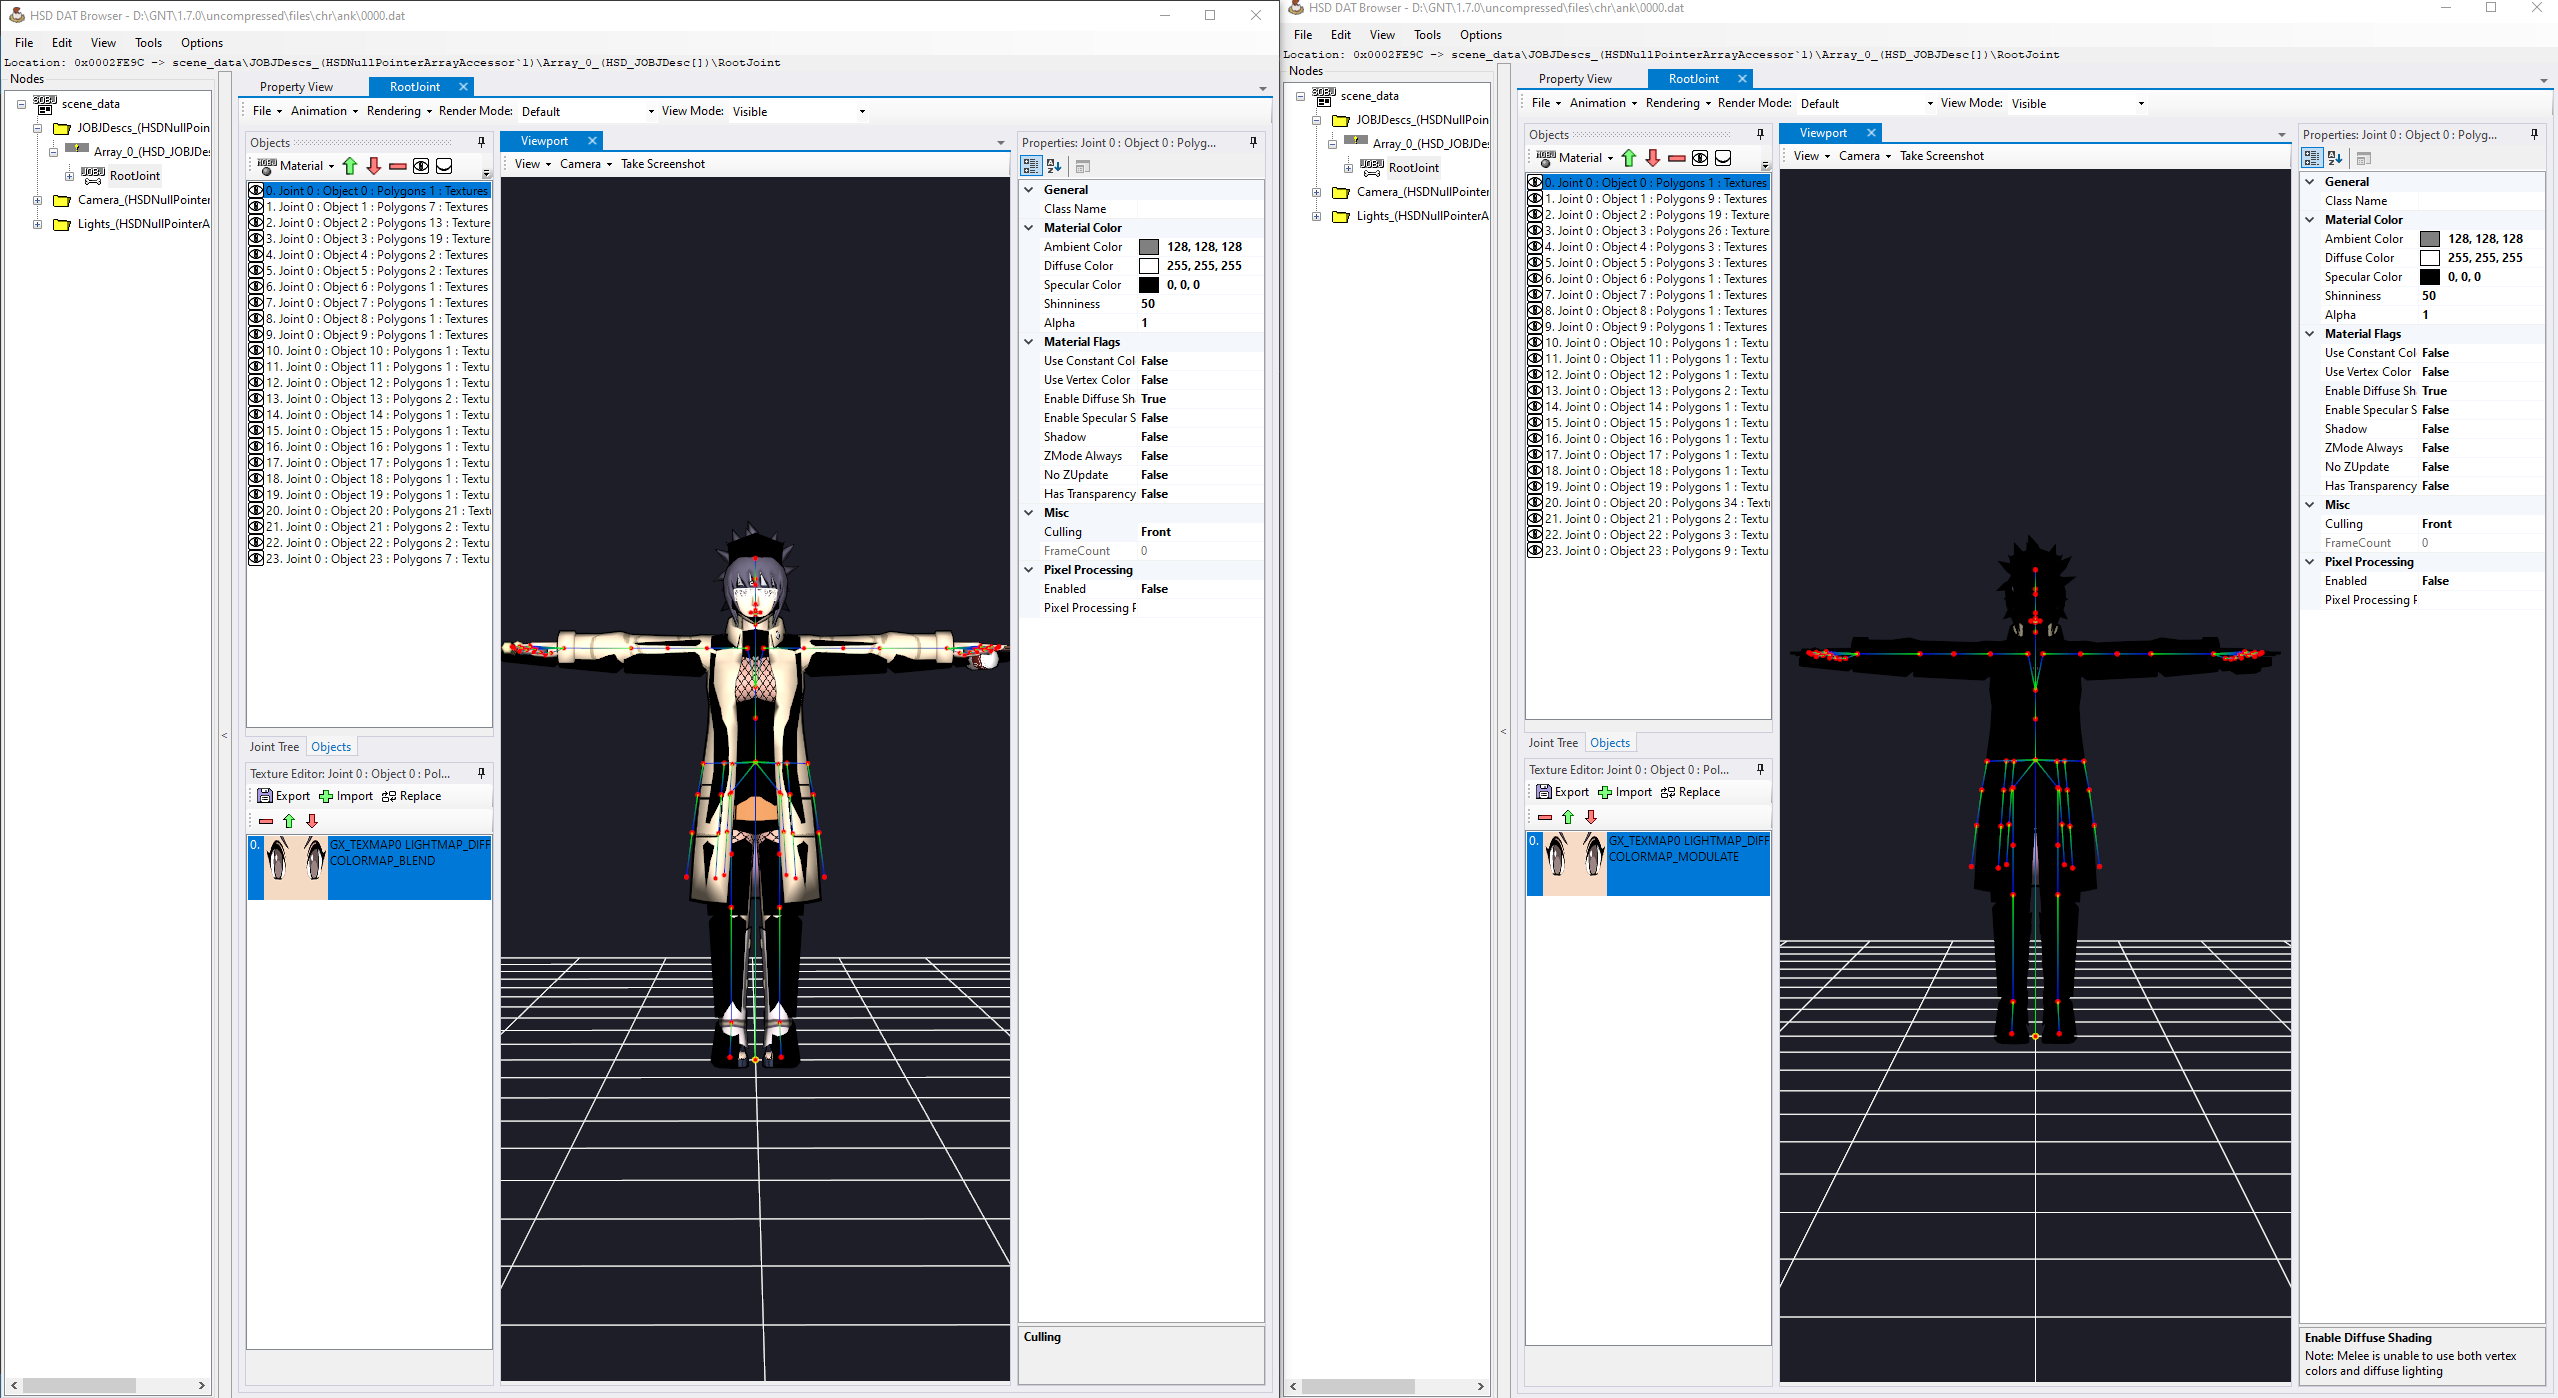 HSD DAT Browser - D:\GNT\1.7.0\uncompressed\files\chr\ank\0000.dat
File Edit View Tools Options
Location: 0x0002FE9C -> scene_data\JOBJDescs_(HSDNullPointerArrayAccessor`1)\Array_0_(HSD_JOBJDesc[])\RootJoint
Nodes
scene_data
JOBJDescs_(HSDNullPoin
Array_0_(HSD_JOBJDe
RootJoint
Camera_(HSDNullPointer
Lights_(HSDNullPointerA
Property View RootJoint
File Animation Rendering Render Mode: Default View Mode: Visible
Objects
Material
0. Joint 0 : Object 0 : Polygons 1 : Textures
1. Joint 0 : Object 1 : Polygons 7 : Textures
2. Joint 0 : Object 2 : Polygons 13 : Texture
3. Joint 0 : Object 3 : Polygons 19 : Texture
4. Joint 0 : Object 4 : Polygons 2 : Textures
5. Joint 0 : Object 5 : Polygons 2 : Textures
6. Joint 0 : Object 6 : Polygons 1 : Textures
7. Joint 0 : Object 7 : Polygons 1 : Textures
8. Joint 0 : Object 8 : Polygons 1 : Textures
9. Joint 0 : Object 9 : Polygons 1 : Textures
10. Joint 0 : Object 10 : Polygons 1 : Textu
11. Joint 0 : Object 11 : Polygons 1 : Textu
12. Joint 0 : Object 12 : Polygons 1 : Textu
13. Joint 0 : Object 13 : Polygons 2 : Textu
14. Joint 0 : Object 14 : Polygons 1 : Textu
15. Joint 0 : Object 15 : Polygons 1 : Textu
16. Joint 0 : Object 16 : Polygons 1 : Textu
17. Joint 0 : Object 17 : Polygons 1 : Textu
18. Joint 0 : Object 18 : Polygons 1 : Textu
19. Joint 0 : Object 19 : Polygons 1 : Textu
20. Joint 0 : Object 20 : Polygons 21 : Text
21. Joint 0 : Object 21 : Polygons 2 : Textu
22. Joint 0 : Object 22 : Polygons 2 : Textu
23. Joint 0 : Object 23 : Polygons 7 : Textu
Joint Tree Objects
Texture Editor: Joint 0 : Object 0 : Pol...
Export Import Replace
0. GX_TEXMAP0 LIGHTMAP_DIFF
COLORMAP_BLEND
Viewport
View Camera Take Screenshot
Properties: Joint 0 : Object 0 : Polyg...
General
Class Name
Material Color
Ambient Color 128, 128, 128
Diffuse Color 255, 255, 255
Specular Color 0, 0, 0
Shinniness 50
Alpha 1
Material Flags
Use Constant Col False
Use Vertex Color False
Enable Diffuse Sh True
Enable Specular S False
Shadow False
ZMode Always False
No ZUpdate False
Has Transparency False
Misc
Culling Front
FrameCount 0
Pixel Processing
Enabled False
Pixel Processing F
Culling
HSD DAT Browser - D:\GNT\1.7.0\uncompressed\files\chr\ank\0000.dat
File Edit View Tools Options
Location: 0x0002FE9C -> scene_data\JOBJDescs_(HSDNullPointerArrayAccessor`1)\Array_0_(HSD_JOBJDesc[])\RootJoint
Nodes
scene_data
JOBJDescs_(HSDNullPoin
Array_0_(HSD_JOBJDe
RootJoint
Camera_(HSDNullPointer
Lights_(HSDNullPointerA
Property View RootJoint
File Animation Rendering Render Mode: Default View Mode: Visible
Objects
Material
0. Joint 0 : Object 0 : Polygons 1 : Textures
1. Joint 0 : Object 1 : Polygons 9 : Textures
2. Joint 0 : Object 2 : Polygons 19 : Texture
3. Joint 0 : Object 3 : Polygons 26 : Texture
4. Joint 0 : Object 4 : Polygons 3 : Textures
5. Joint 0 : Object 5 : Polygons 3 : Textures
6. Joint 0 : Object 6 : Polygons 1 : Textures
7. Joint 0 : Object 7 : Polygons 1 : Textures
8. Joint 0 : Object 8 : Polygons 1 : Textures
9. Joint 0 : Object 9 : Polygons 1 : Textures
10. Joint 0 : Object 10 : Polygons 1 : Textu
11. Joint 0 : Object 11 : Polygons 1 : Textu
12. Joint 0 : Object 12 : Polygons 1 : Textu
13. Joint 0 : Object 13 : Polygons 2 : Textu
14. Joint 0 : Object 14 : Polygons 1 : Textu
15. Joint 0 : Object 15 : Polygons 1 : Textu
16. Joint 0 : Object 16 : Polygons 1 : Textu
17. Joint 0 : Object 17 : Polygons 1 : Textu
18. Joint 0 : Object 18 : Polygons 1 : Textu
19. Joint 0 : Object 19 : Polygons 1 : Textu
20. Joint 0 : Object 20 : Polygons 34 : Text
21. Joint 0 : Object 21 : Polygons 2 : Textu
22. Joint 0 : Object 22 : Polygons 3 : Textu
23. Joint 0 : Object 23 : Polygons 9 : Textu
Joint Tree Objects
Texture Editor: Joint 0 : Object 0 : Pol...
Export Import Replace
0. GX_TEXMAP0 LIGHTMAP_DIFF
COLORMAP_MODULATE
Viewport
View Camera Take Screenshot
Properties: Joint 0 : Object 0 : Polyg...
General
Class Name
Material Color
Ambient Color 128, 128, 128
Diffuse Color 255, 255, 255
Specular Color 0, 0, 0
Shinniness 50
Alpha 1
Material Flags
Use Constant Col False
Use Vertex Color False
Enable Diffuse Sh True
Enable Specular S False
Shadow False
ZMode Always False
No ZUpdate False
Has Transparency False
Misc
Culling Front
FrameCount 0
Pixel Processing
Enabled False
Pixel Processing F
Enable Diffuse Shading
Note: Melee is unable to use both vertex
colors and diffuse lighting